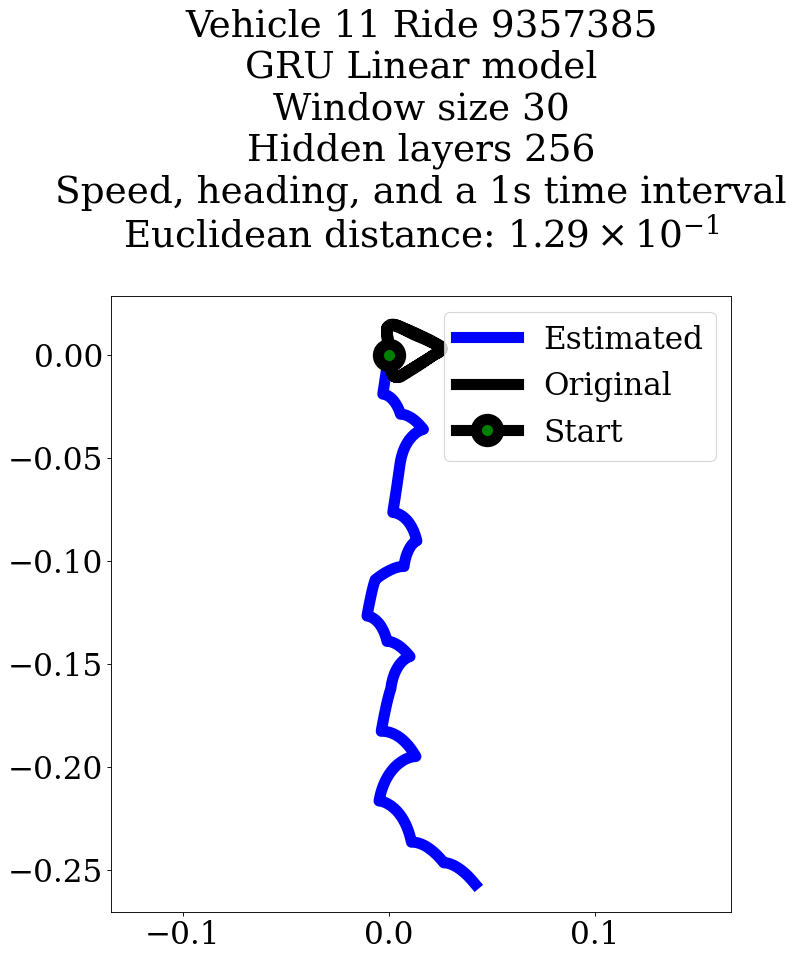 Vehicle 11 Ride 9357385
GRU Linear model
Window size 30
Hidden layers 256
Speed, heading, and a 1s time interval
Euclidean distance: 1.29 × 10⁻¹
Estimated
Original
Start
0.00
−0.05
−0.10
−0.15
−0.20
−0.25
−0.1
0.0
0.1